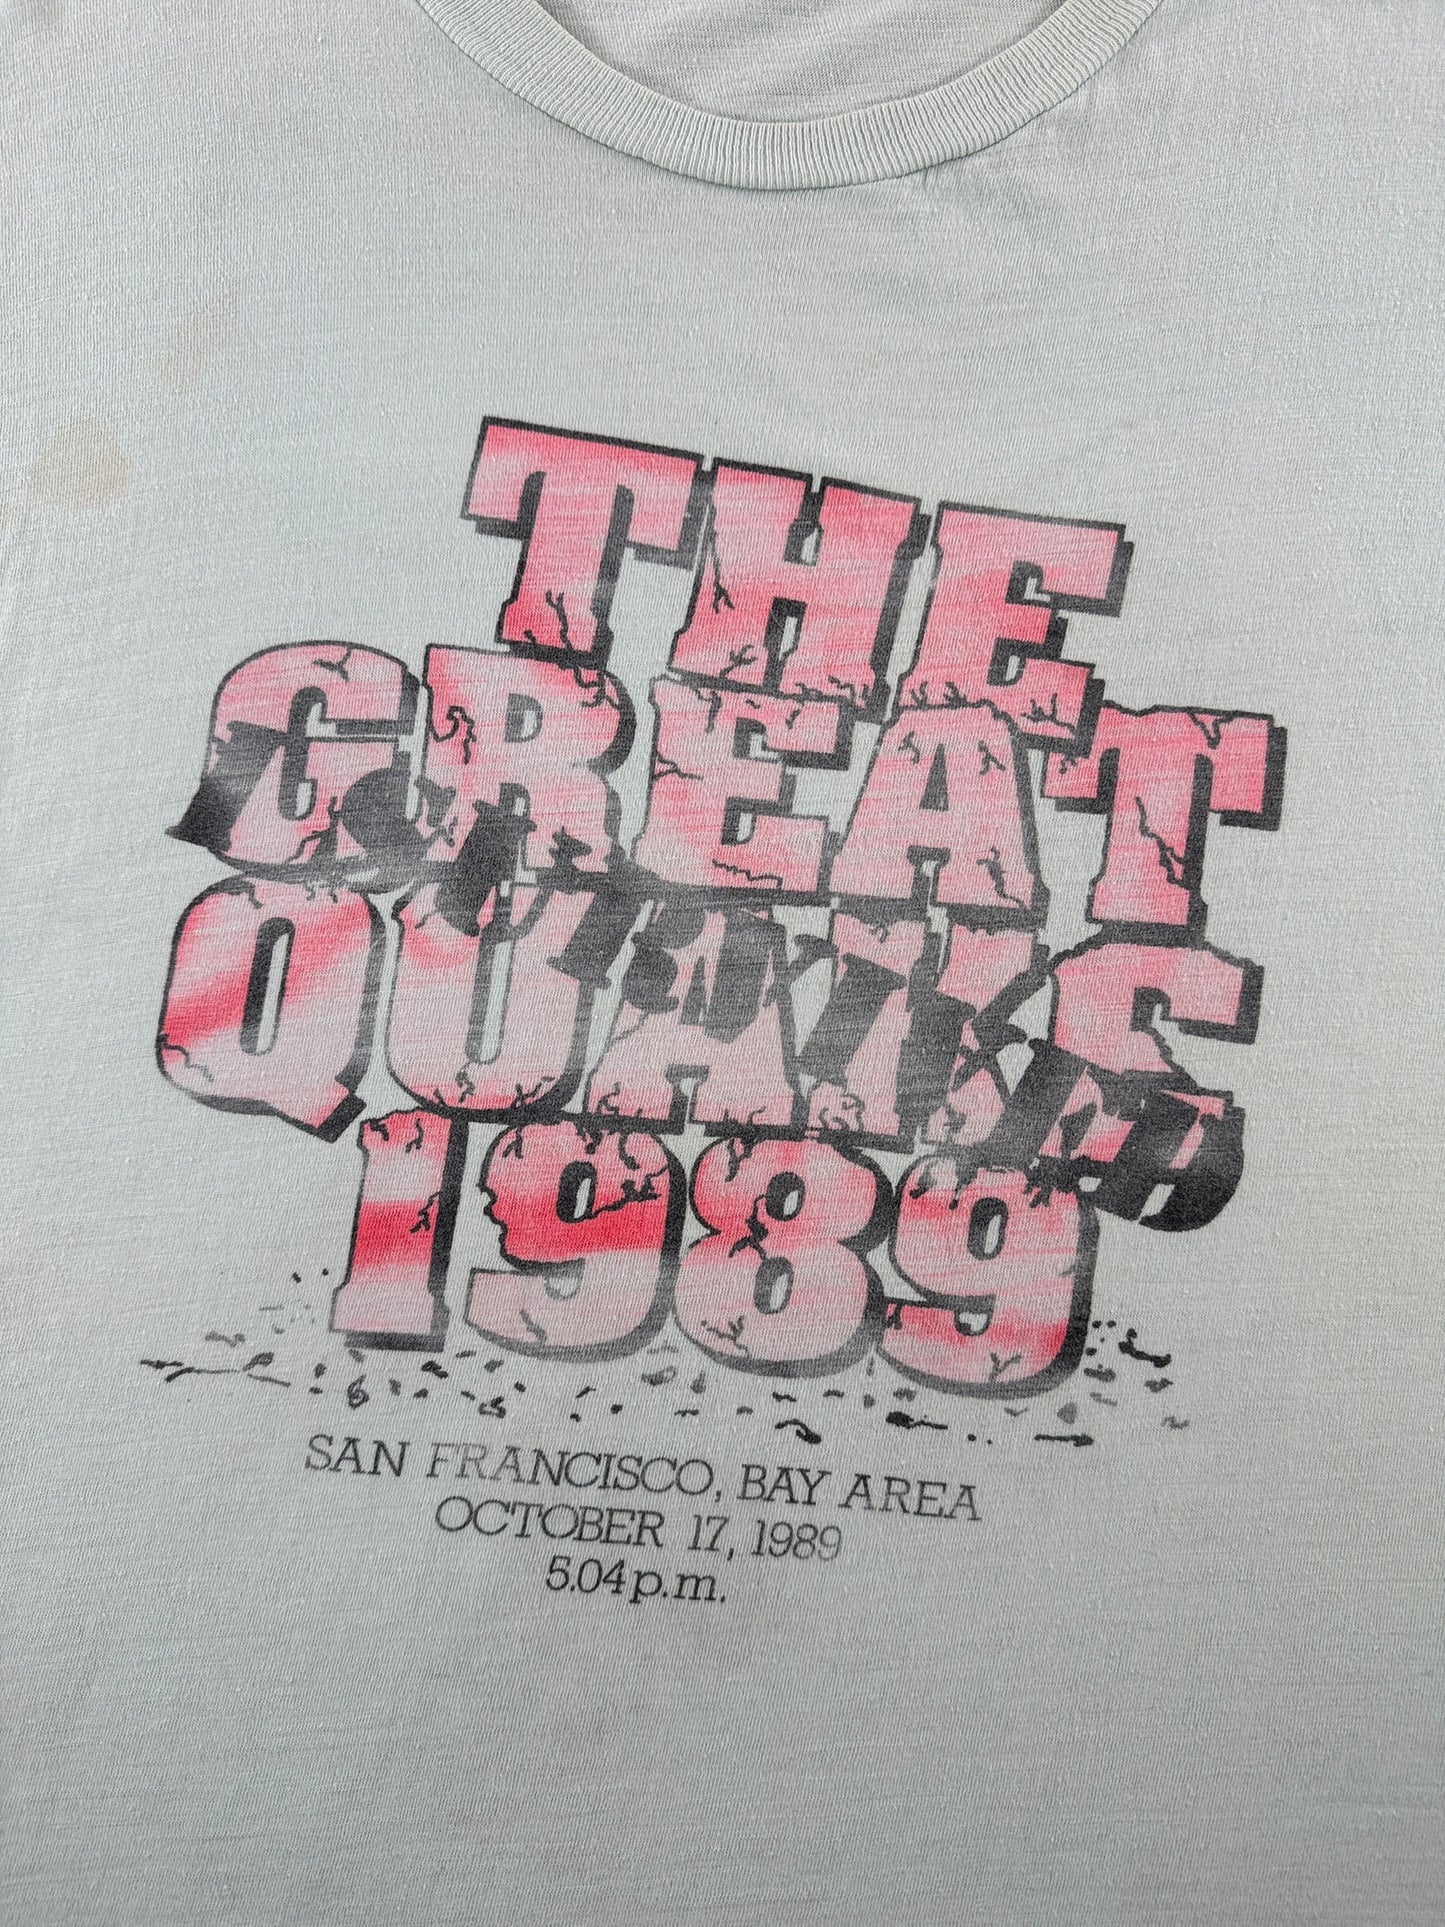 THE
GREAT
QUAKE
1989
SAN FRANCISCO, BAY AREA
OCTOBER 17, 1989
5.04 p.m.